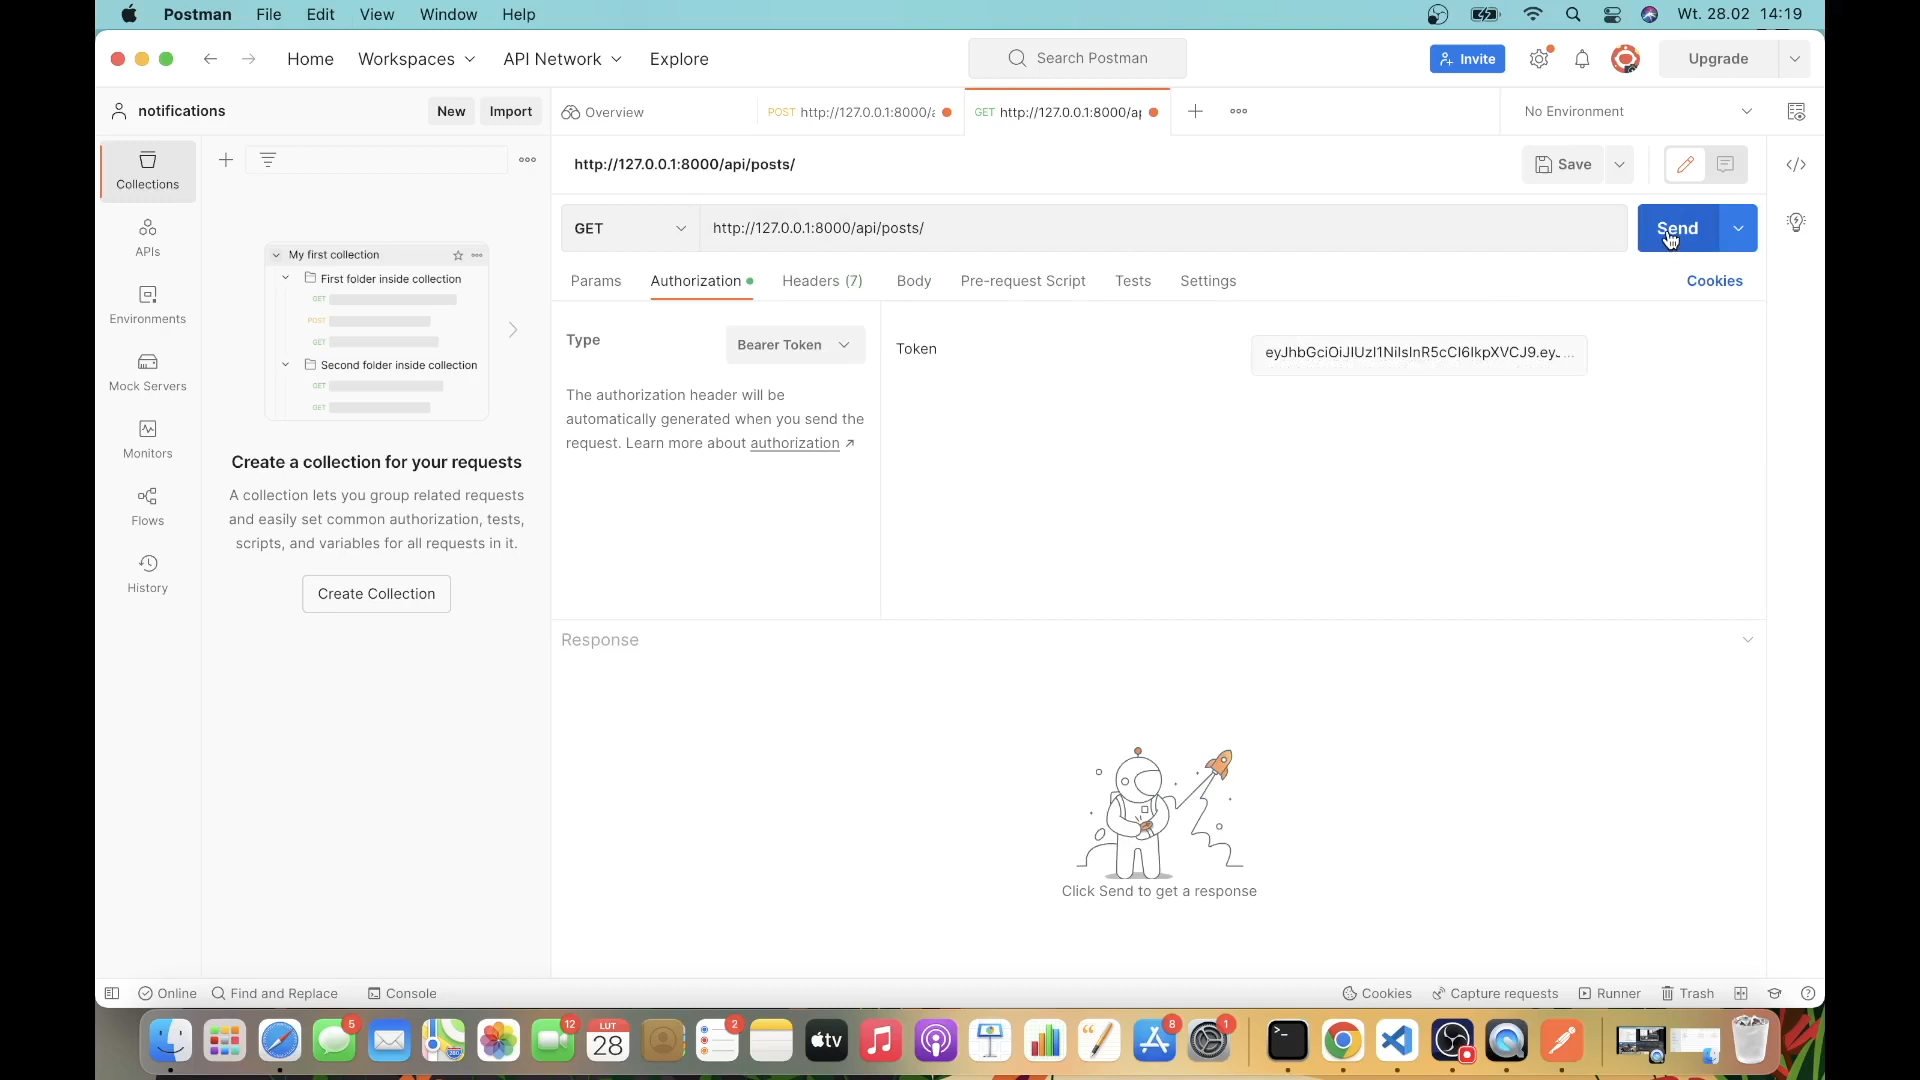 Postman File Edit View Window Help Wt. 28.02 14:19
Home Workspaces API Network Explore Search Postman Invite Upgrade
notifications New Import Overview POST http://127.0.0.1:8000/a GET http://127.0.0.1:8000/ap No Environment
Collections
APIs
Environments
Mock Servers
Monitors
Flows
History
My first collection
First folder inside collection
GET
POST
GET
Second folder inside collection
GET
GET
Create a collection for your requests
A collection lets you group related requests
and easily set common authorization, tests,
scripts, and variables for all requests in it.
Create Collection
http://127.0.0.1:8000/api/posts/ Save
GET http://127.0.0.1:8000/api/posts/ Send
Params Authorization Headers (7) Body Pre-request Script Tests Settings Cookies
Type Bearer Token
The authorization header will be
automatically generated when you send the
request. Learn more about authorization ↗
Token eyJhbGciOiJIUzI1NiIsInR5cCI6IkpXVCJ9.ey...
Response
Click Send to get a response
Online Find and Replace Console Cookies Capture requests Runner Trash
5 12 LUT 28 2 tv 8 1
280